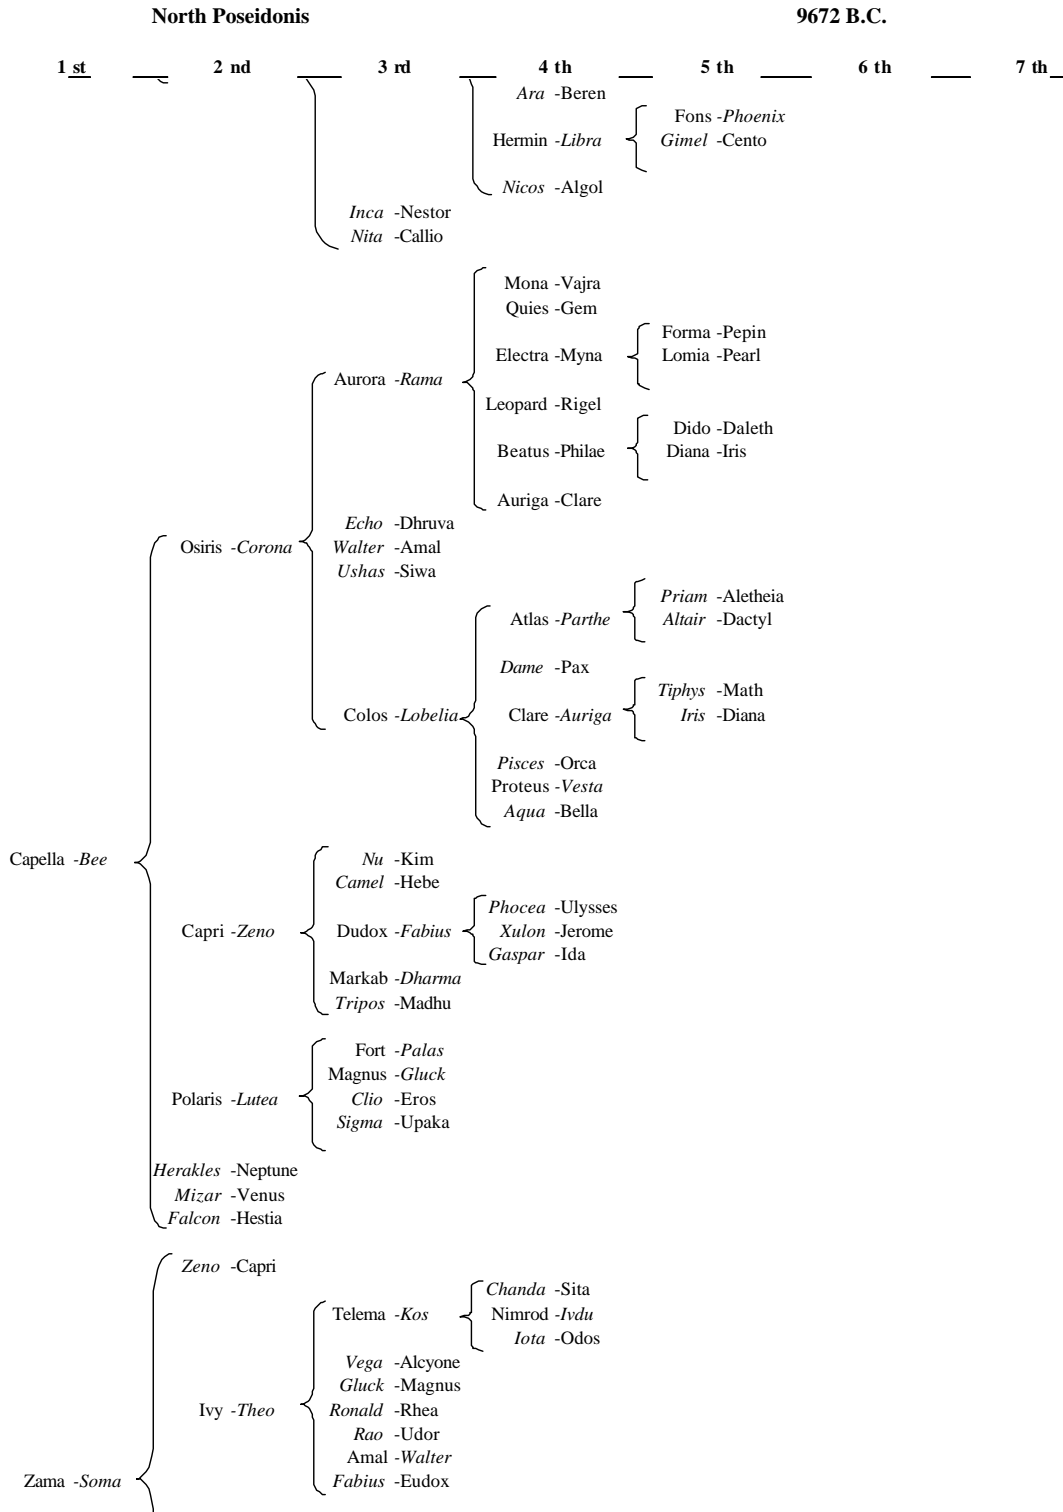 North Poseidonis 9672 B.C.
1 st 2 nd 3 rd 4 th 5 th 6 th 7 th
Ara -Beren
Fons -Phoenix
Hermin -Libra Gimel -Cento
Nicos -Algol
Inca -Nestor
Nita -Callio
Mona -Vajra
Quies -Gem
Forma -Pepin
Electra -Myna Lomia -Pearl
Aurora -Rama
Leopard -Rigel
Dido -Daleth
Beatus -Philae Diana -Iris
Auriga -Clare
Echo -Dhruva
Osiris -Corona Walter -Amal
Ushas -Siwa
Priam -Aletheia
Atlas -Parthe Altair -Dactyl
Dame -Pax
Tiphys -Math
Colos -Lobelia Clare -Auriga Iris -Diana
Pisces -Orca
Proteus -Vesta
Aqua -Bella
Capella -Bee Nu -Kim
Camel -Hebe
Phocea -Ulysses
Capri -Zeno Dudox -Fabius Xulon -Jerome
Gaspar -Ida
Markab -Dharma
Tripos -Madhu
Fort -Palas
Magnus -Gluck
Polaris -Lutea Clio -Eros
Sigma -Upaka
Herakles -Neptune
Mizar -Venus
Falcon -Hestia
Zeno -Capri
Chanda -Sita
Telema -Kos Nimrod -Ivdu
Iota -Odos
Vega -Alcyone
Gluck -Magnus
Ivy -Theo Ronald -Rhea
Rao -Udor
Amal -Walter
Zama -Soma Fabius -Eudox